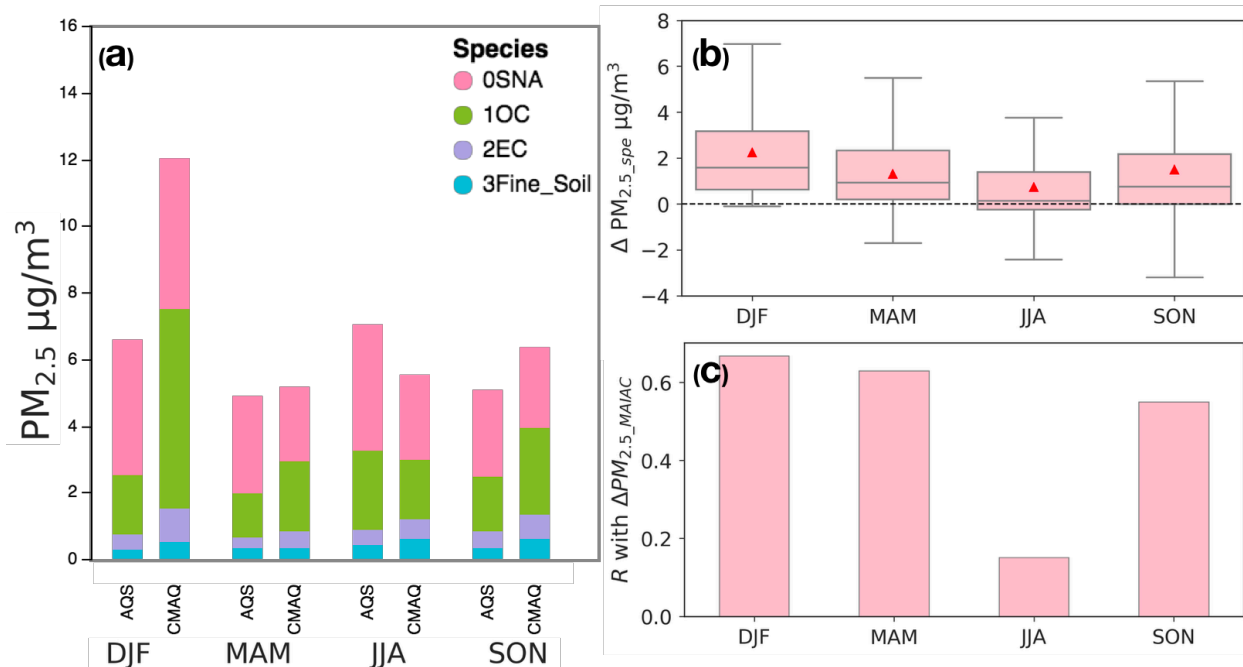 (a)
16
14
12
10
8
6
4
2
0
PM2.5 µg/m³
Species
0SNA
1OC
2EC
3Fine_Soil
AQS CMAQ AQS CMAQ AQS CMAQ AQS CMAQ
DJF MAM JJA SON
(b)
8
6
4
2
0
−2
−4
Δ PM2.5_spe µg/m³
DJF MAM JJA SON
(c)
0.6
0.4
0.2
0.0
R with ΔPM2.5_MAIAC
DJF MAM JJA SON